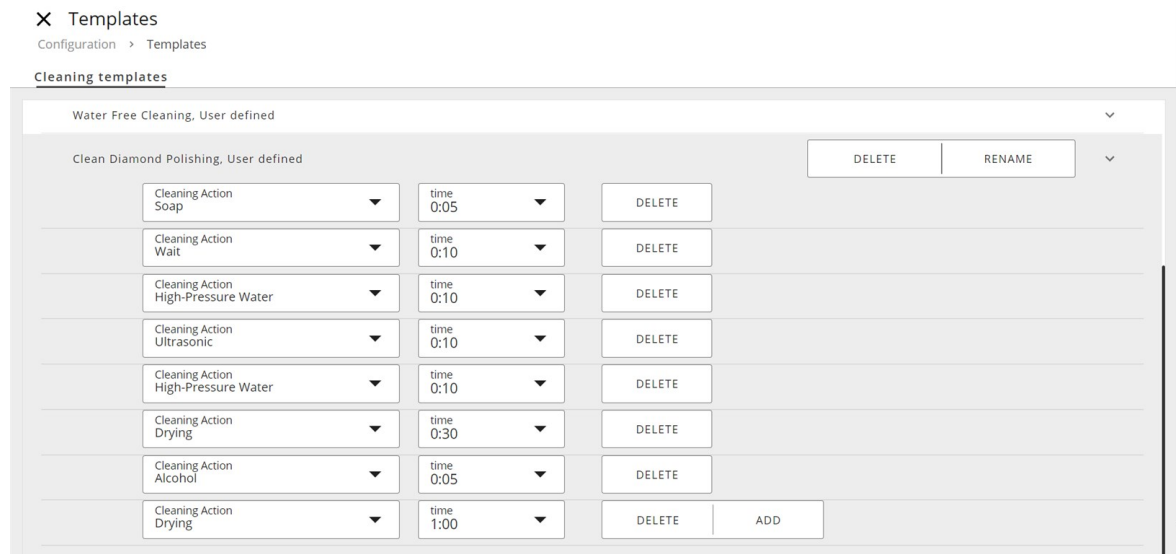 Templates
Configuration > Templates
Cleaning templates
Water Free Cleaning, User defined
Clean Diamond Polishing, User defined DELETE RENAME
Cleaning Action time
Soap 0:05 DELETE
Cleaning Action time
Wait 0:10 DELETE
Cleaning Action time
High-Pressure Water 0:10 DELETE
Cleaning Action time
Ultrasonic 0:10 DELETE
Cleaning Action time
High-Pressure Water 0:10 DELETE
Cleaning Action time
Drying 0:30 DELETE
Cleaning Action time
Alcohol 0:05 DELETE
Cleaning Action time
Drying 1:00 DELETE ADD